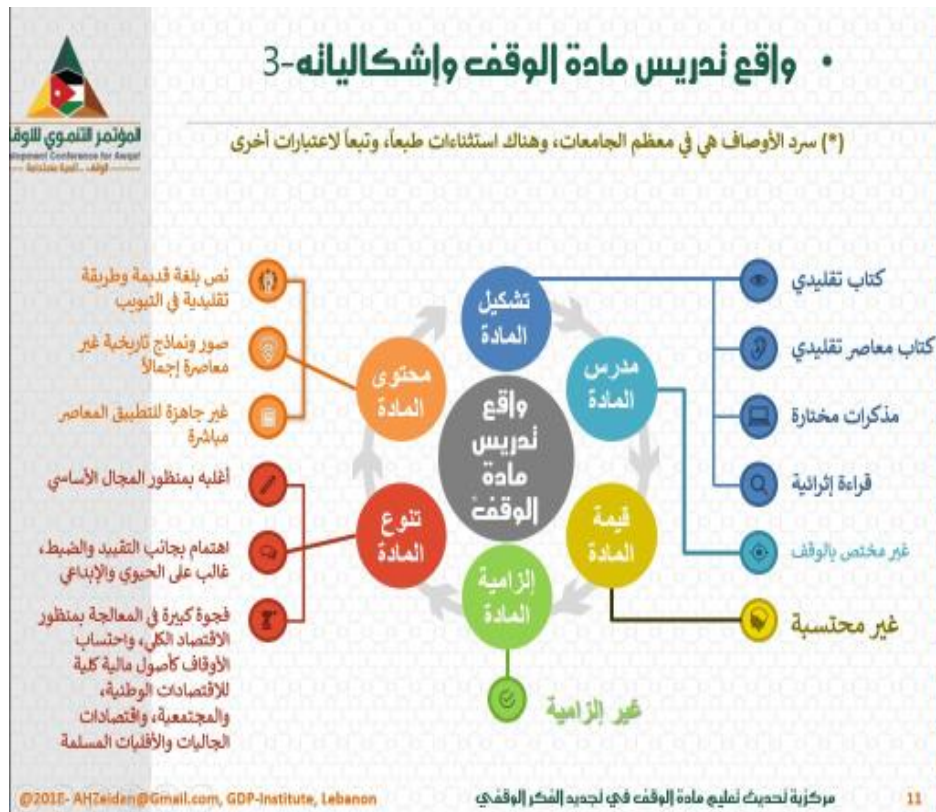 • واقع تدريس مادة الوقف وإشكالياته-3
المؤتمر التنموي للأوقا
elopment Conference for Awqaf
(*) سرد الأوصاف هي في معظم الجامعات، وهناك استثناءات طبعاً، وتبعاً لاعتبارات أخرى
تشكيل
المادة
كتاب تقليدي
كتاب معاصر تقليدي
مذكرات مختارة
قراءة إثرائية
مدرس
المادة
غير مختص بالوقف
قيمة
المادة
غير محتسبة
إلزامية
المادة
غير إلزامية
تنوع
المادة
أغلبه بمنظور المجال الأساسي
اهتمام بجانب التقييد والضبط،
غالب على الحيوي والإبداعي
فجوة كبيرة في المعالجة بمنظور
الاقتصاد الكلي، واحتساب
الأوقاف كأصول مالية كلية
للاقتصادات الوطنية،
والمجتمعية، واقتصادات
الجاليات والأقليات المسلمة
محتوى
المادة
نص بلغة قديمة وطريقة
تقليدية في التبويب
صور ونماذج تاريخية غير
معاصرة إجمالاً
غير جاهزة للتطبيق المعاصر
مباشرة
واقع
تدريس
مادة
الوقف
@2018- AHZeidan@Gmail.com, GDP-Institute, Lebanon
مركزية تحديث تعليم مادة الوقف في تجديد الفكر الوقفي
11